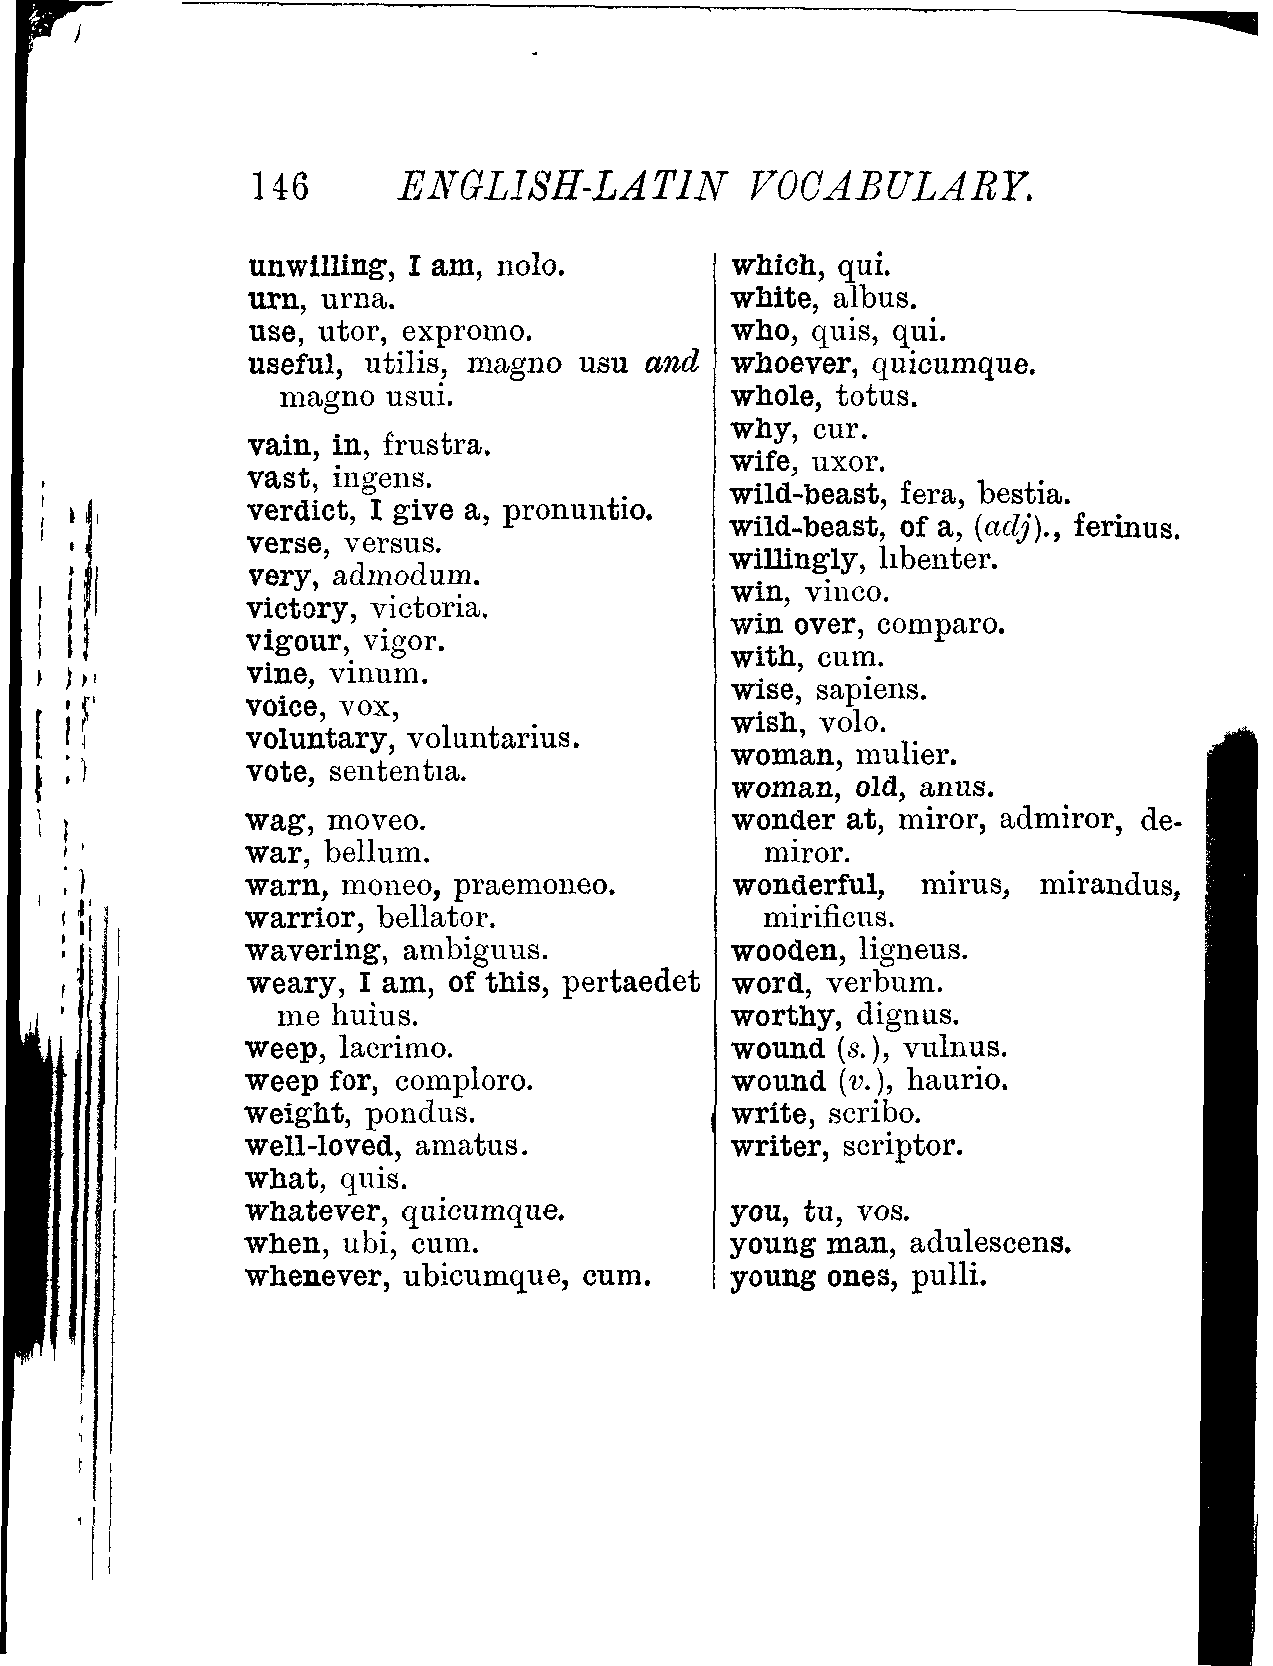 146 ENGLISH-LATIN VOCABULARY.
unwilling, I am, nolo.
urn, urna.
use, utor, expromo.
useful, utilis, magno usu and
magno usui.
vain, in, frustra.
vast, ingens.
verdict, I give a, pronuntio.
verse, versus.
very, admodum.
victory, victoria.
vigour, vigor.
vine, vinum.
voice, vox,
voluntary, voluntarius.
vote, sententia.
wag, moveo.
war, bellum.
warn, moneo, praemoneo.
warrior, bellator.
wavering, ambiguus.
weary, I am, of this, pertaedet
me huius.
weep, lacrimo.
weep for, comploro.
weight, pondus.
well-loved, amatus.
what, quis.
whatever, quicumque.
when, ubi, cum.
whenever, ubicumque, cum.
which, qui.
white, albus.
who, quis, qui.
whoever, quicumque.
whole, totus.
why, cur.
wife, uxor.
wild-beast, fera, bestia.
wild-beast, of a, (adj)., ferinus.
willingly, libenter.
win, vinco.
win over, comparo.
with, cum.
wise, sapiens.
wish, volo.
woman, mulier.
woman, old, anus.
wonder at, miror, admiror, de-
miror.
wonderful, mirus, mirandus,
mirificus.
wooden, ligneus.
word, verbum.
worthy, dignus.
wound (s.), vulnus.
wound (v.), haurio.
write, scribo.
writer, scriptor.
you, tu, vos.
young man, adulescens.
young ones, pulli.